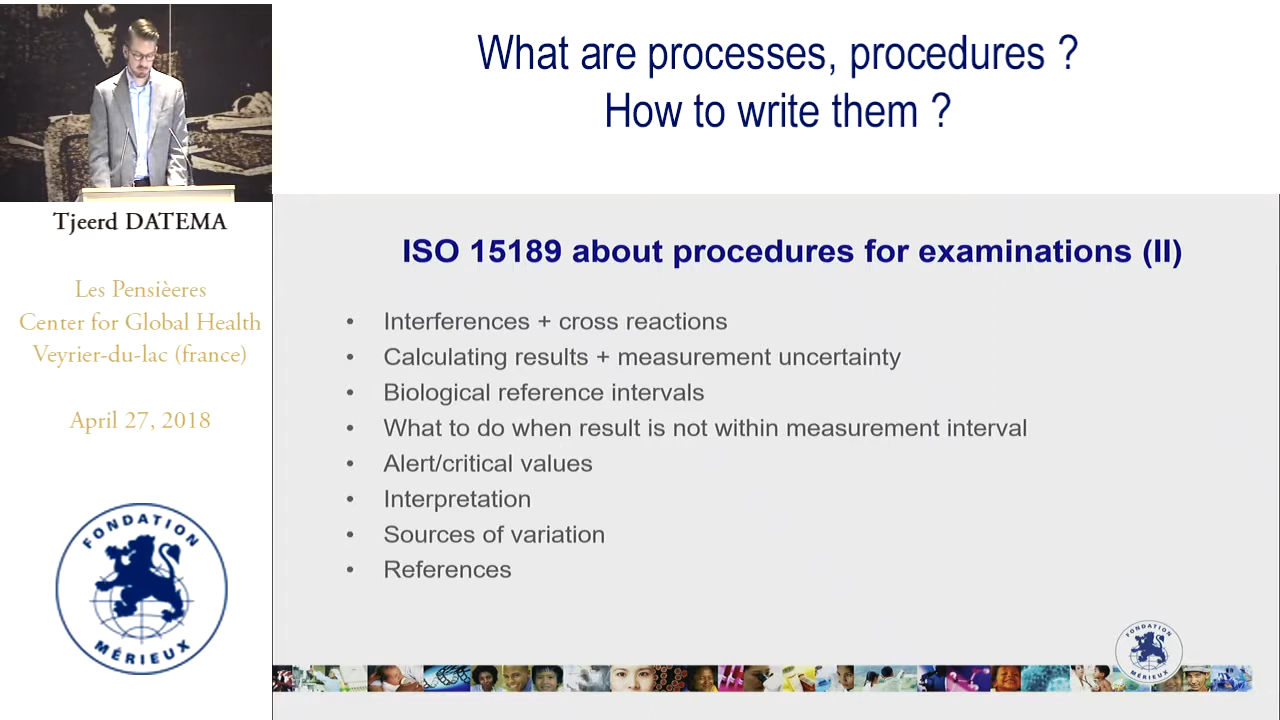 What are processes, procedures ?
How to write them ?
Tjeerd DATEMA
Les Pensièeres
Center for Global Health
Veyrier-du-lac (france)
April 27, 2018
FONDATION
MÉRIEUX
ISO 15189 about procedures for examinations (II)
• Interferences + cross reactions
• Calculating results + measurement uncertainty
• Biological reference intervals
• What to do when result is not within measurement interval
• Alert/critical values
• Interpretation
• Sources of variation
• References
FONDATION
MÉRIEUX